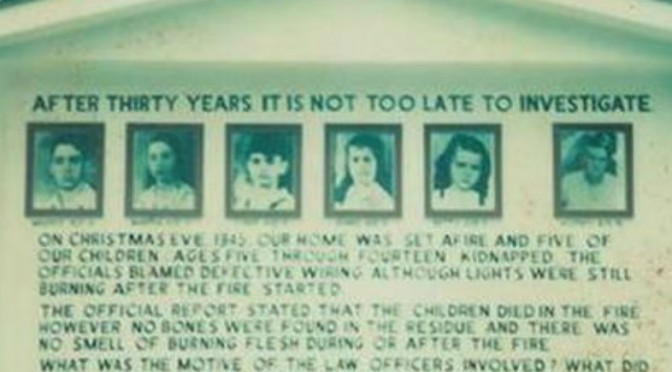 AFTER THIRTY YEARS IT IS NOT TOO LATE TO INVESTIGATE
ON CHRISTMAS EVE 1945 OUR HOME WAS SET AFIRE AND FIVE OF
OUR CHILDREN AGES FIVE THROUGH FOURTEEN KIDNAPPED THE
OFFICIALS BLAMED DEFECTIVE WIRING ALTHOUGH LIGHTS WERE STILL
BURNING AFTER THE FIRE STARTED
THE OFFICIAL REPORT STATED THAT THE CHILDREN DIED IN THE FIRE
HOWEVER NO BONES WERE FOUND IN THE RESIDUE AND THERE WAS
NO SMELL OF BURNING FLESH DURING OR AFTER THE FIRE
WHAT WAS THE MOTIVE OF THE LAW OFFICERS INVOLVED? WHAT DID